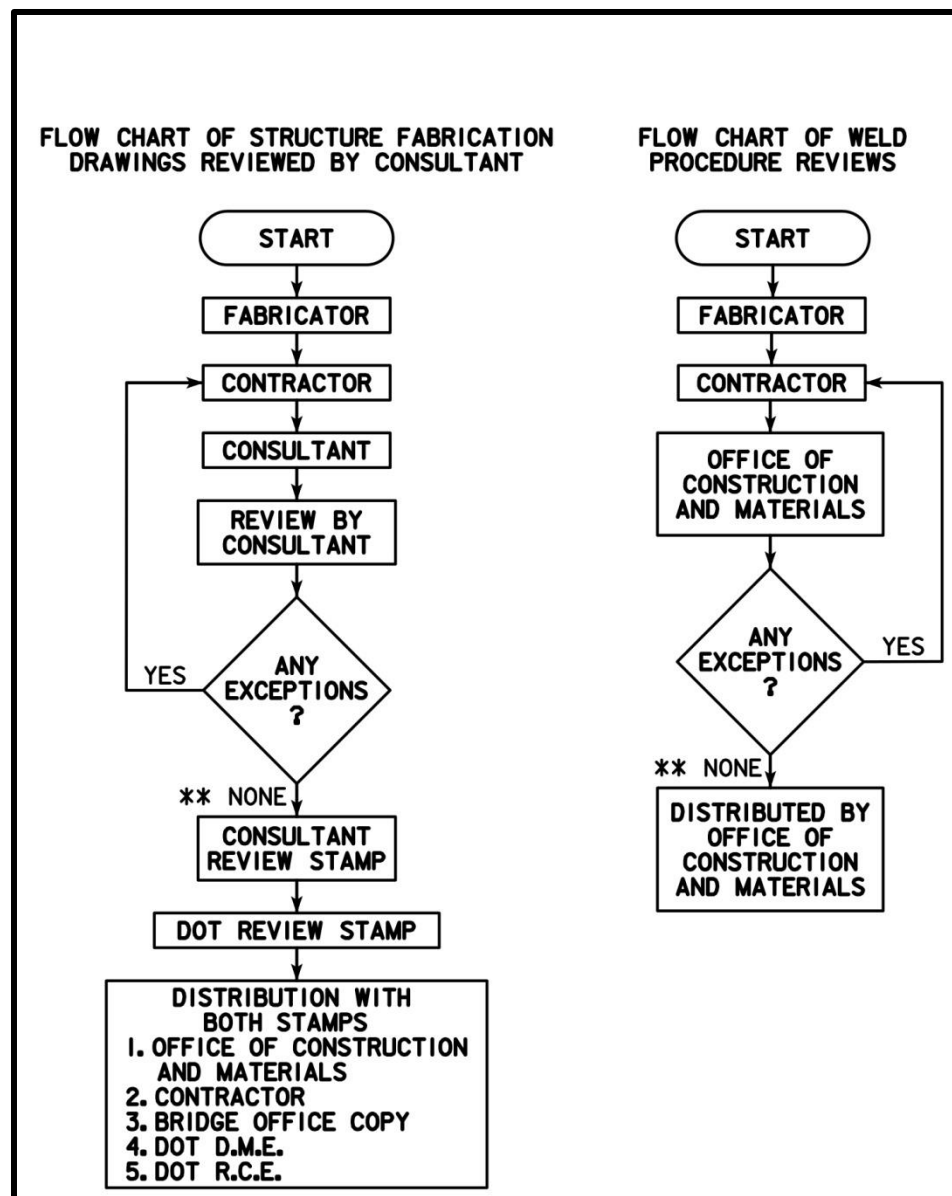 FLOW CHART OF STRUCTURE FABRICATION
DRAWINGS REVIEWED BY CONSULTANT
START
FABRICATOR
CONTRACTOR
CONSULTANT
REVIEW BY
CONSULTANT
ANY
EXCEPTIONS
?
YES
** NONE
CONSULTANT
REVIEW STAMP
DOT REVIEW STAMP
DISTRIBUTION WITH
BOTH STAMPS
1. OFFICE OF CONSTRUCTION
AND MATERIALS
2. CONTRACTOR
3. BRIDGE OFFICE COPY
4. DOT D.M.E.
5. DOT R.C.E.
FLOW CHART OF WELD
PROCEDURE REVIEWS
START
FABRICATOR
CONTRACTOR
OFFICE OF
CONSTRUCTION
AND MATERIALS
ANY
EXCEPTIONS
?
YES
** NONE
DISTRIBUTED BY
OFFICE OF
CONSTRUCTION
AND MATERIALS